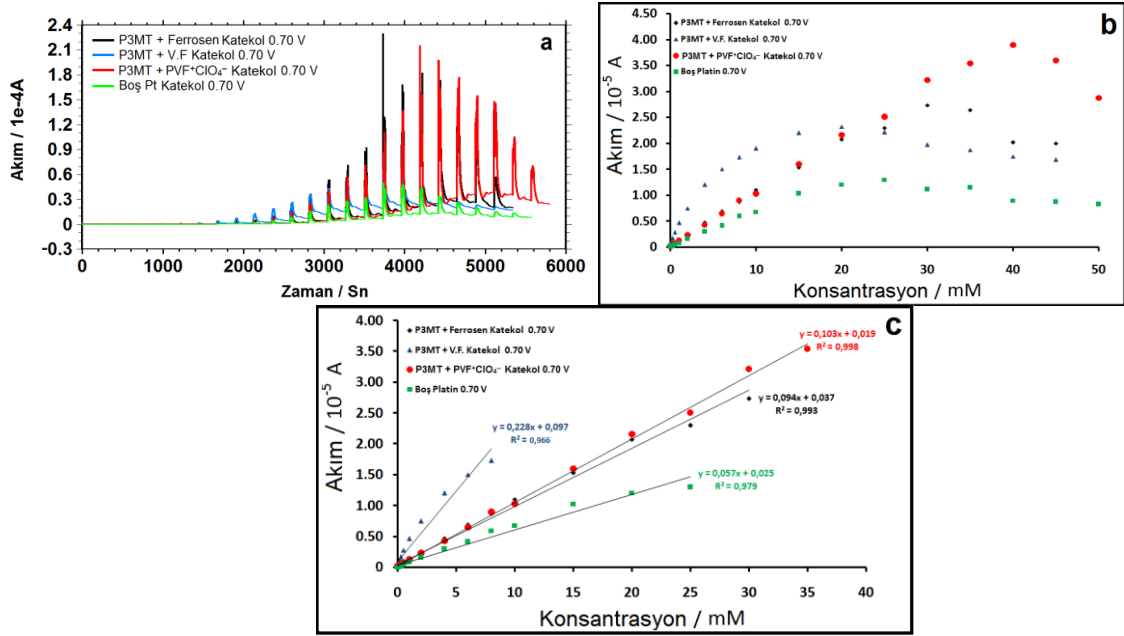 a
P3MT + Ferrosen Katekol 0.70 V
P3MT + V.F Katekol 0.70 V
P3MT + PVF⁺ClO₄⁻ Katekol 0.70 V
Boş Pt Katekol 0.70 V
Akım / 1e-4A
2.4
2.1
1.8
1.5
1.2
0.9
0.6
0.3
0
-0.3
0
1000
2000
3000
4000
5000
6000
Zaman / Sn
b
P3MT + Ferrosen Katekol 0.70 V
P3MT + V.F. Katekol 0.70 V
P3MT + PVF⁺ClO₄⁻ Katekol 0.70 V
Boş Platin 0.70 V
Akım / 10⁻⁵ A
4.50
4.00
3.50
3.00
2.50
2.00
1.50
1.00
0.50
0
0
10
20
30
40
50
Konsantrasyon / mM
c
P3MT + Ferrosen Katekol 0.70 V
P3MT + V.F. Katekol 0.70 V
P3MT + PVF⁺ClO₄⁻ Katekol 0.70 V
Boş Platin 0.70 V
y = 0,103x + 0,019
R² = 0,998
y = 0,094x + 0,037
R² = 0,993
y = 0,228x + 0,097
R² = 0,966
y = 0,057x + 0,025
R² = 0,979
Akım / 10⁻⁵ A
4.00
3.50
3.00
2.50
2.00
1.50
1.00
0.50
0
0
5
10
15
20
25
30
35
Konsantrasyon / mM